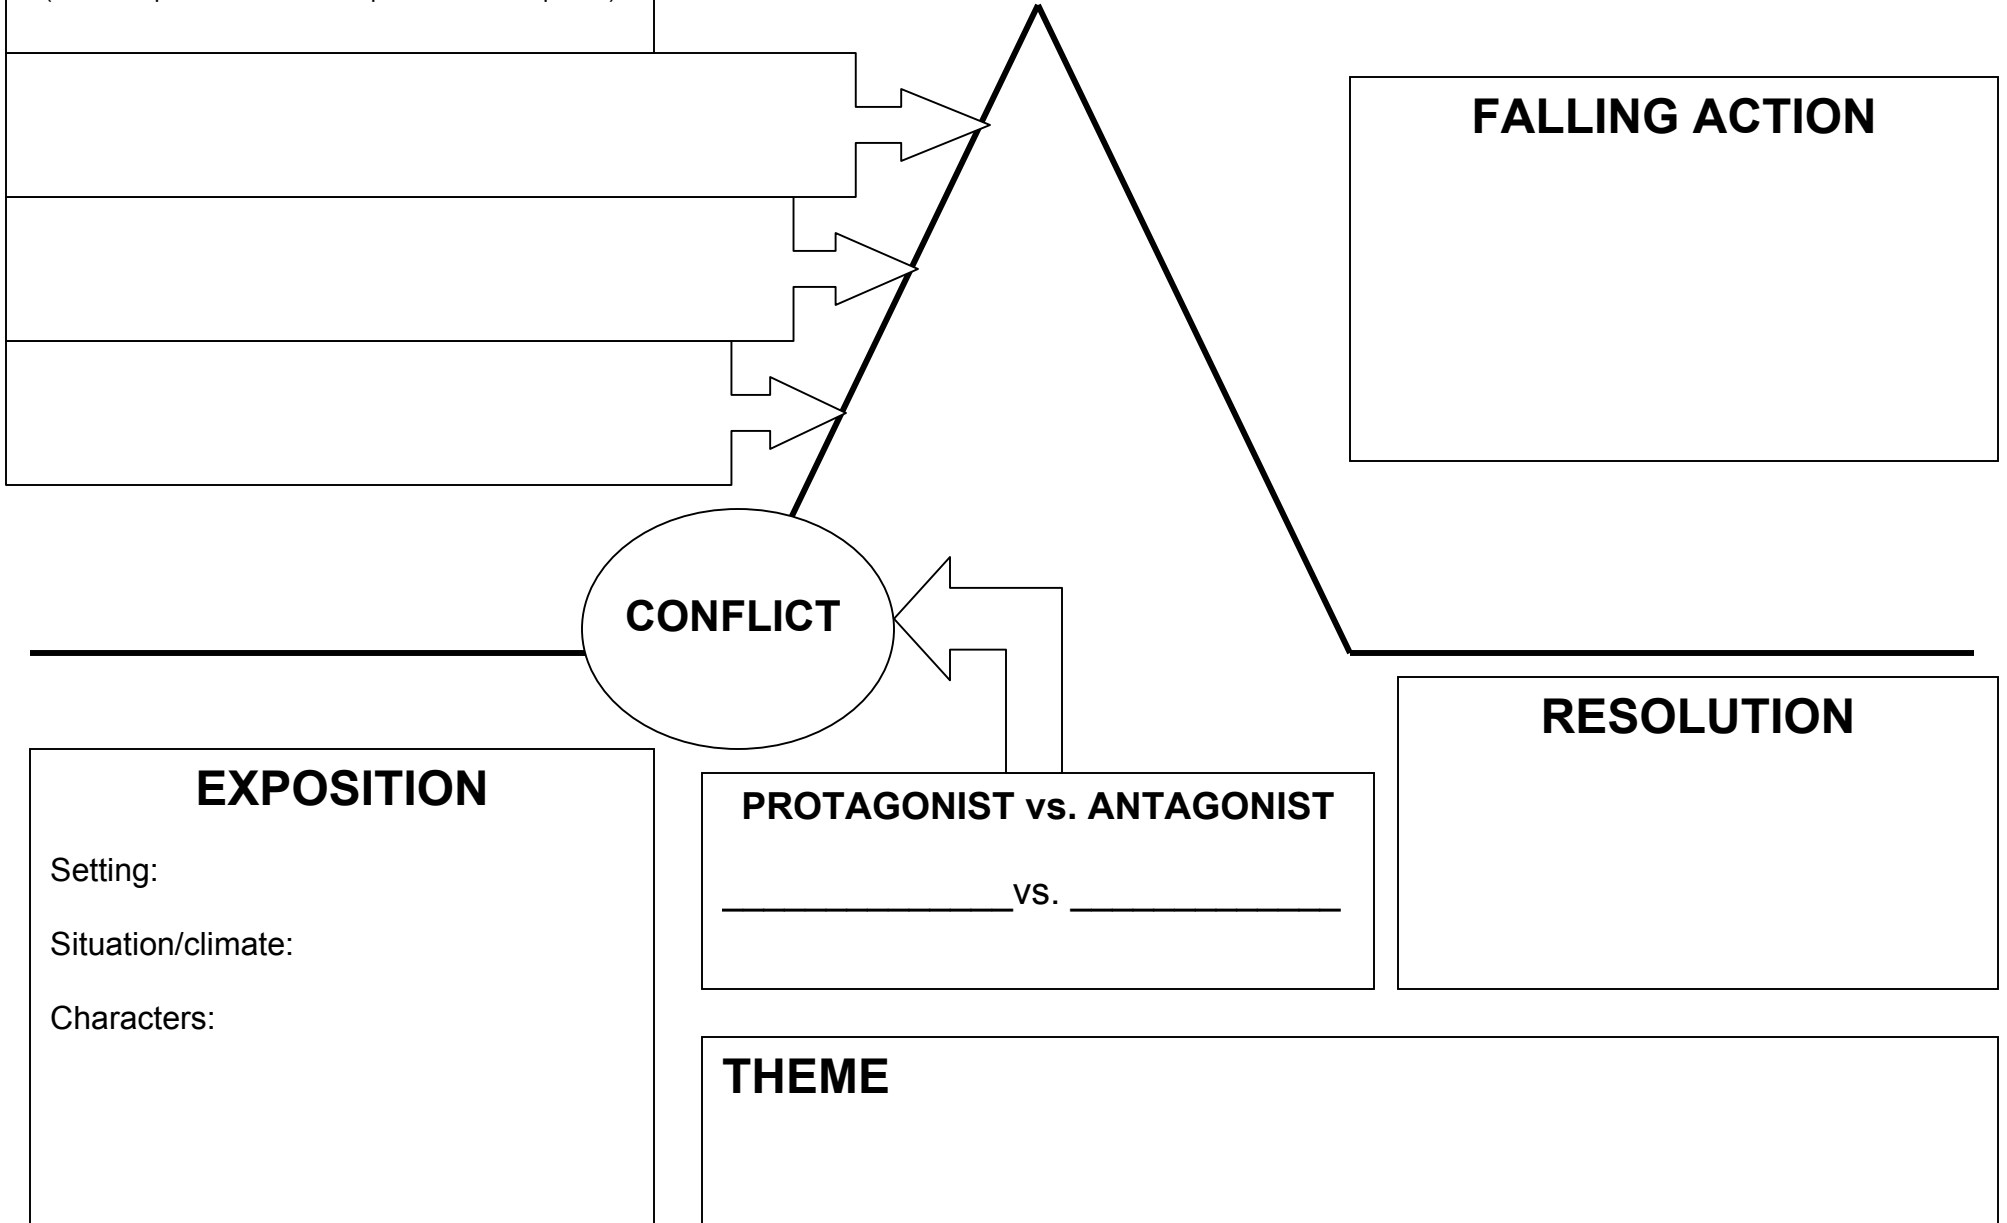 FALLING ACTION
CONFLICT
RESOLUTION
EXPOSITION
Setting:
Situation/climate:
Characters:
PROTAGONIST vs. ANTAGONIST
______________vs. _____________
THEME